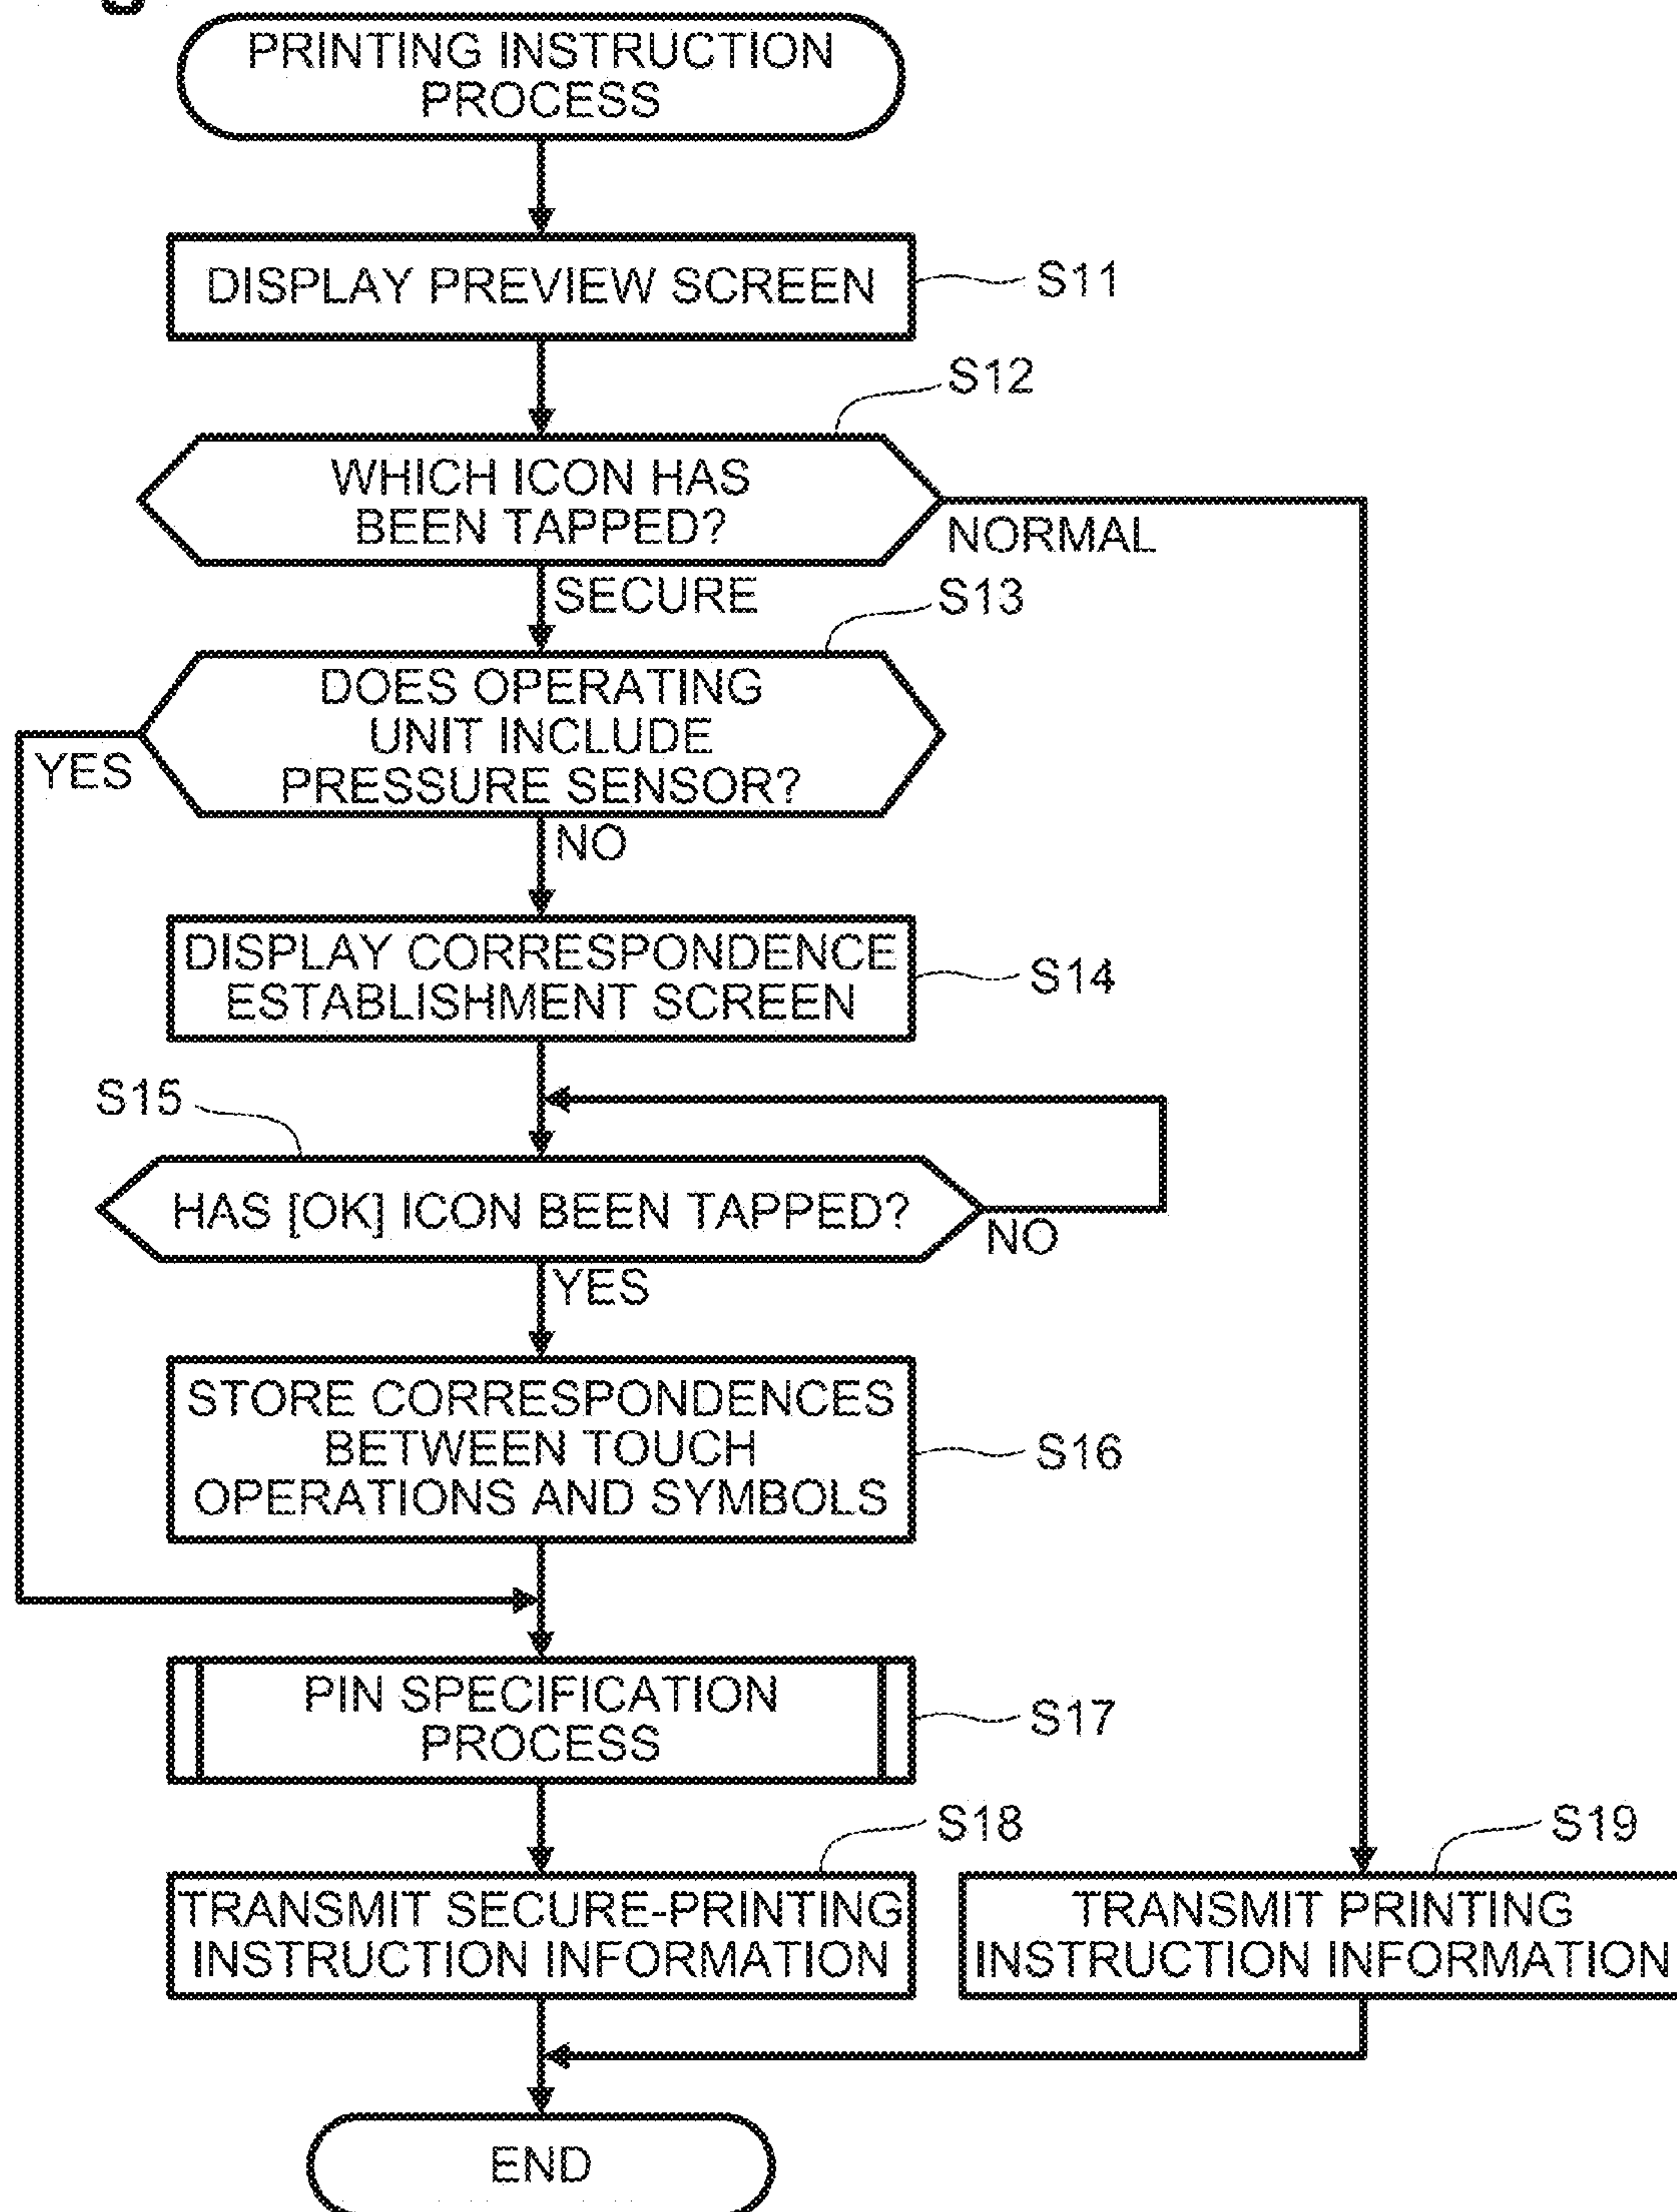 PRINTING INSTRUCTION
PROCESS
DISPLAY PREVIEW SCREEN
S11
S12
WHICH ICON HAS
BEEN TAPPED?
NORMAL
SECURE
S13
DOES OPERATING
UNIT INCLUDE
PRESSURE SENSOR?
YES
NO
DISPLAY CORRESPONDENCE
ESTABLISHMENT SCREEN
S14
S15
HAS [OK] ICON BEEN TAPPED?
NO
YES
STORE CORRESPONDENCES
BETWEEN TOUCH
OPERATIONS AND SYMBOLS
S16
PIN SPECIFICATION
PROCESS
S17
S18
TRANSMIT SECURE-PRINTING
INSTRUCTION INFORMATION
S19
TRANSMIT PRINTING
INSTRUCTION INFORMATION
END